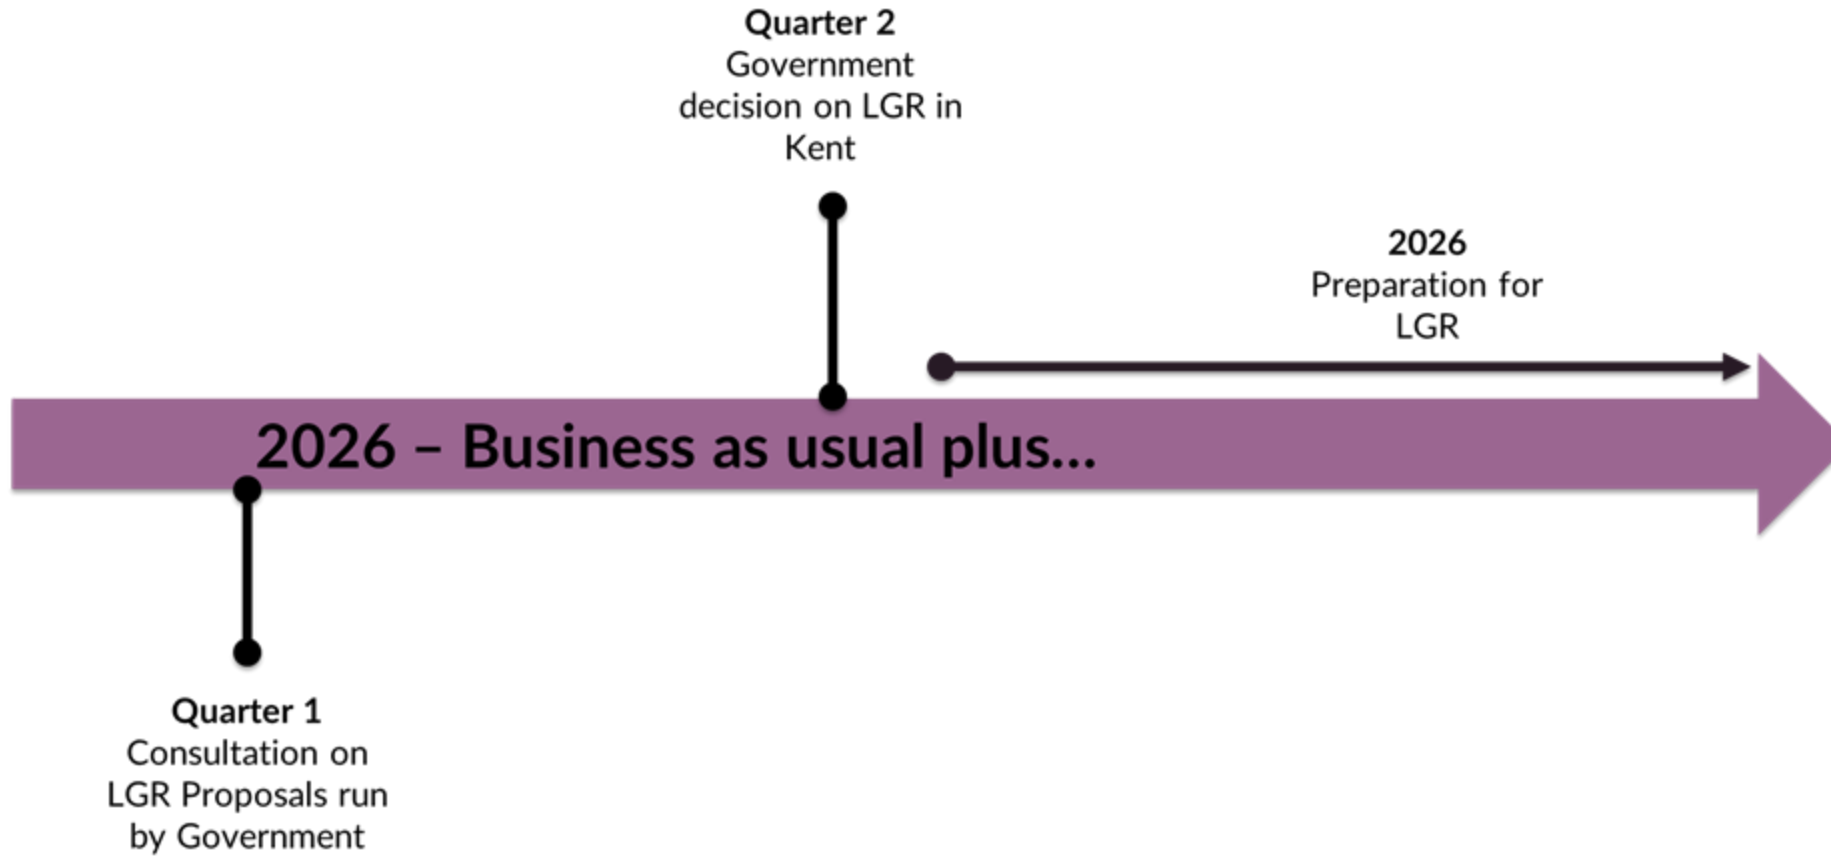 Quarter 2
Government
decision on LGR in
Kent
2026
Preparation for
LGR
2026 – Business as usual plus...
Quarter 1
Consultation on
LGR Proposals run
by Government